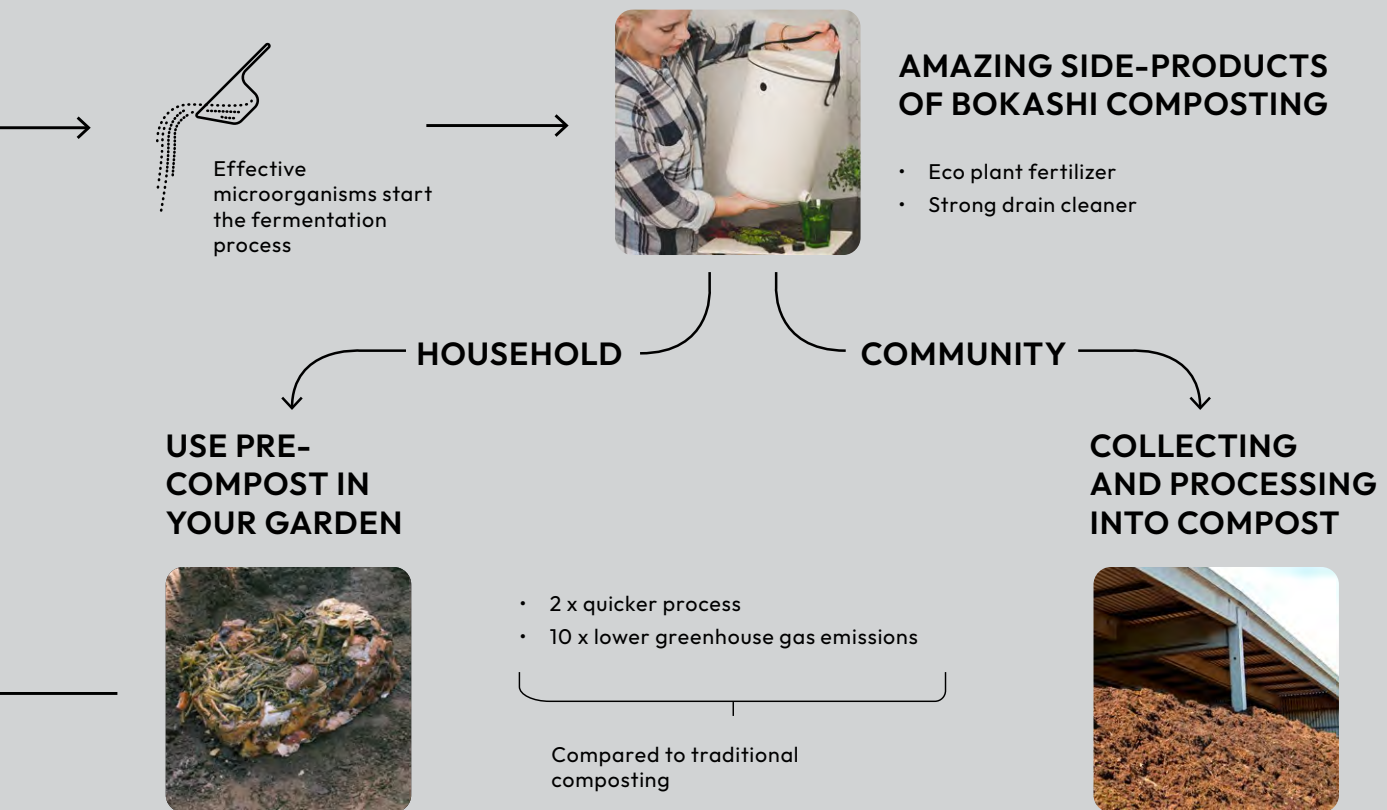 AMAZING SIDE-PRODUCTS
OF BOKASHI COMPOSTING
Effective
microorganisms start
the fermentation
process
• Eco plant fertilizer
• Strong drain cleaner
HOUSEHOLD
COMMUNITY
USE PRE-
COMPOST IN
YOUR GARDEN
COLLECTING
AND PROCESSING
INTO COMPOST
• 2 x quicker process
• 10 x lower greenhouse gas emissions
Compared to traditional
composting